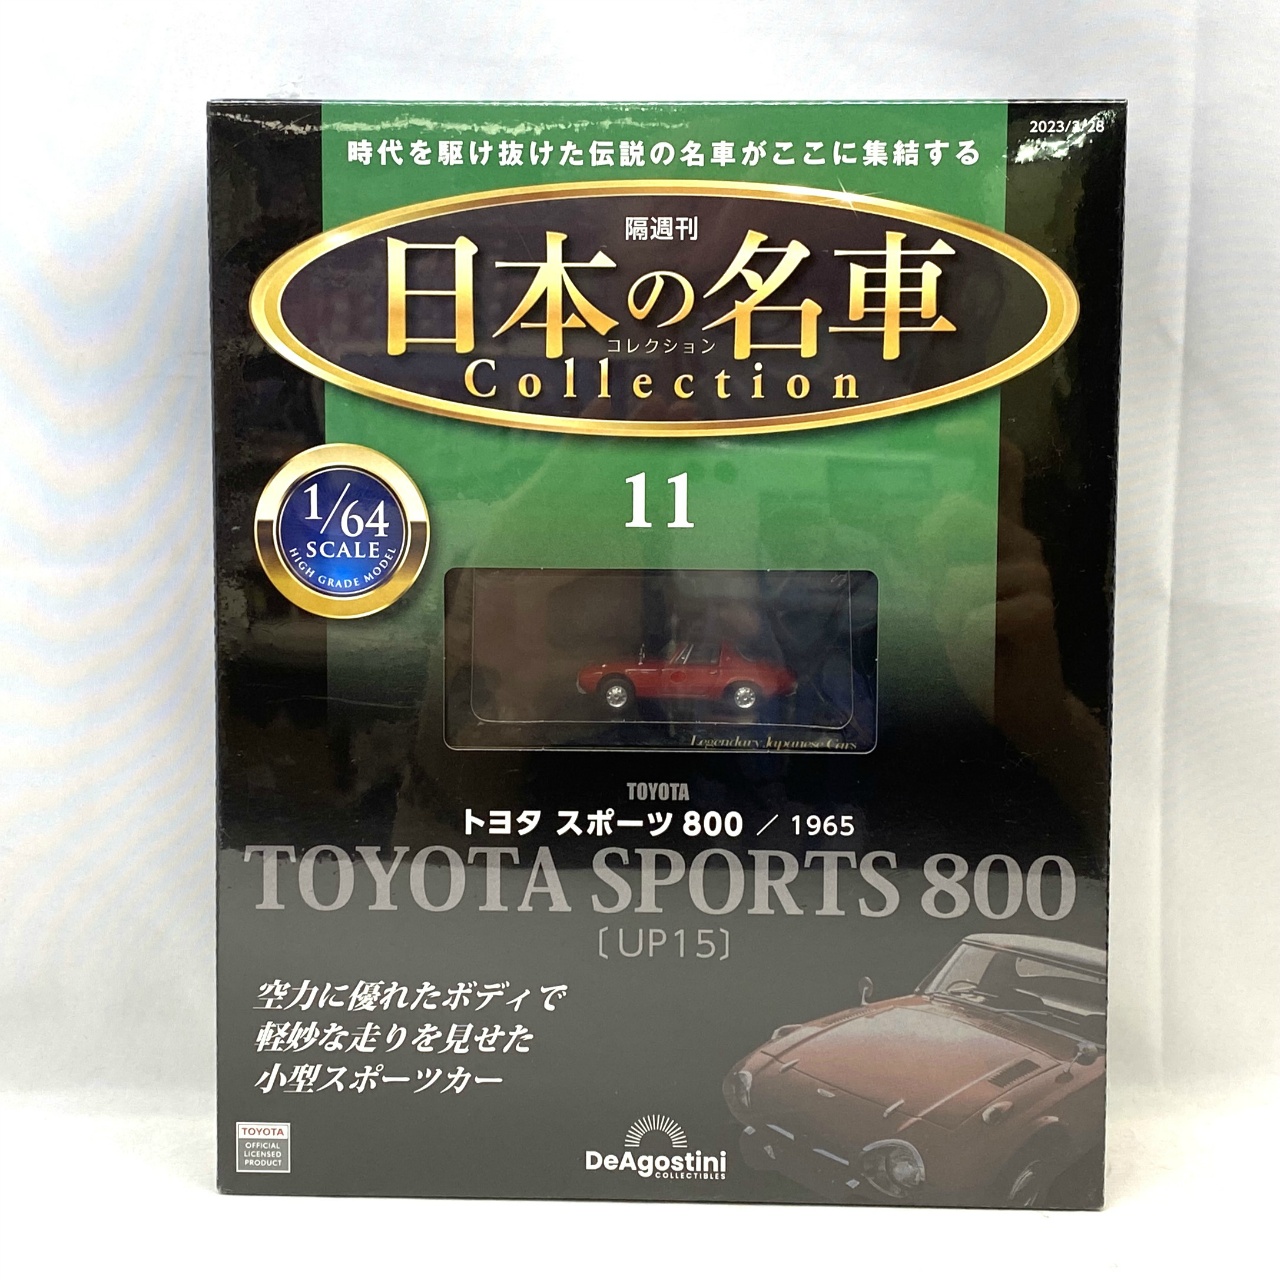 2023/2/28
時代を駆け抜けた伝説の名車がここに集結する
隔週刊
日本の名車
コレクション
Collection
11
1/64
SCALE
HIGH GRADE MODEL
Legendary Japanese Cars
TOYOTA
トヨタ スポーツ 800 / 1965
TOYOTA SPORTS 800
〔UP15〕
空力に優れたボディで
軽妙な走りを見せた
小型スポーツカー
TOYOTA
OFFICIAL
LICENSED
PRODUCT
DeAgostini
COLLECTIBLES